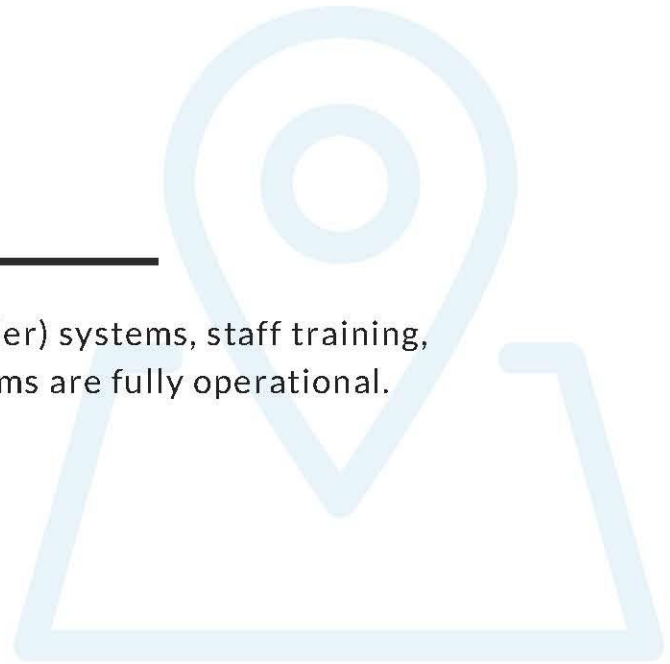 er) systems, staff training,
ms are fully operational.